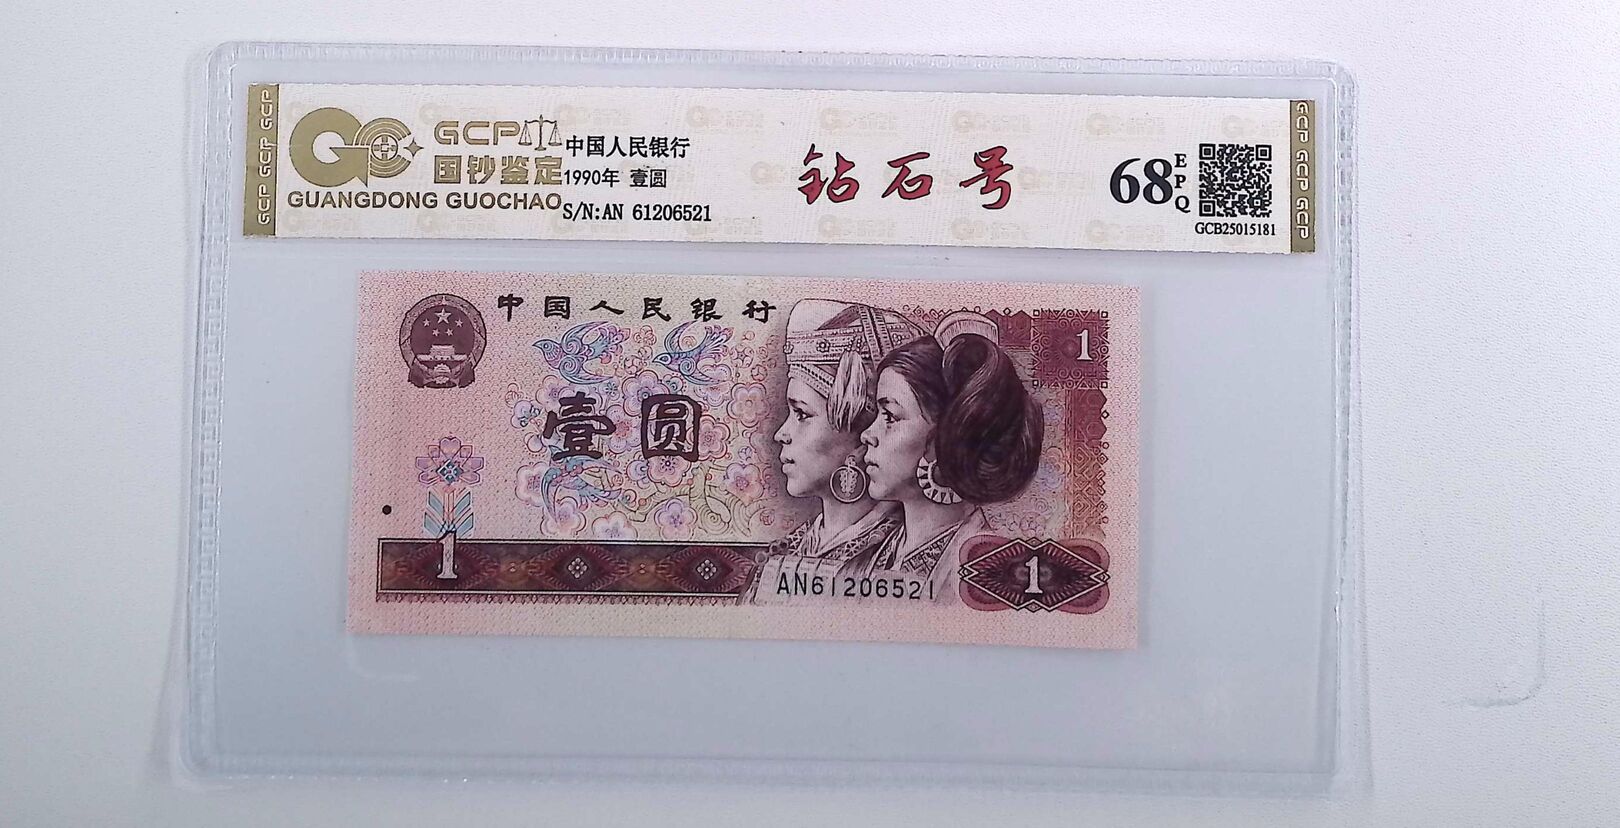 GCP GCP GCP
GCP
国钞鉴定
GUANGDONG GUOCHAO
中国人民银行
1990年 壹圆
S/N:AN 61206521
钻石号
68
EPQ
GCB25015181
GCP GCP GCP
中国人民银行
1
壹圆
1
AN61206521
1